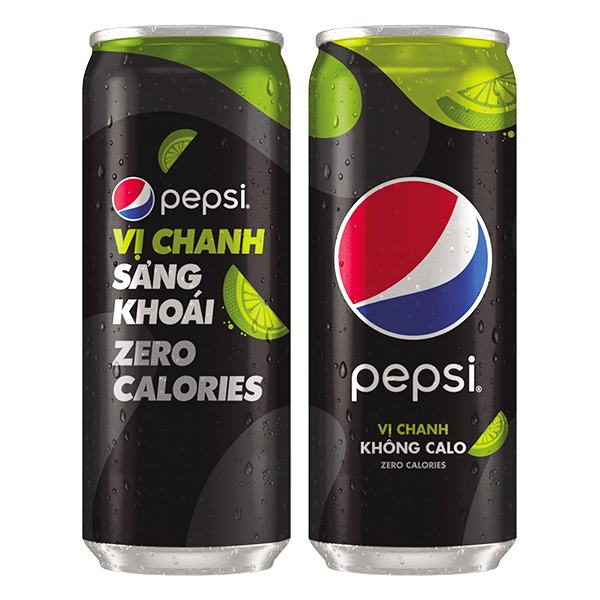 pepsi.
VỊ CHANH
SẢNG
KHOÁI
ZERO
CALORIES
pepsi®
VỊ CHANH
KHÔNG CALO
ZERO CALORIES